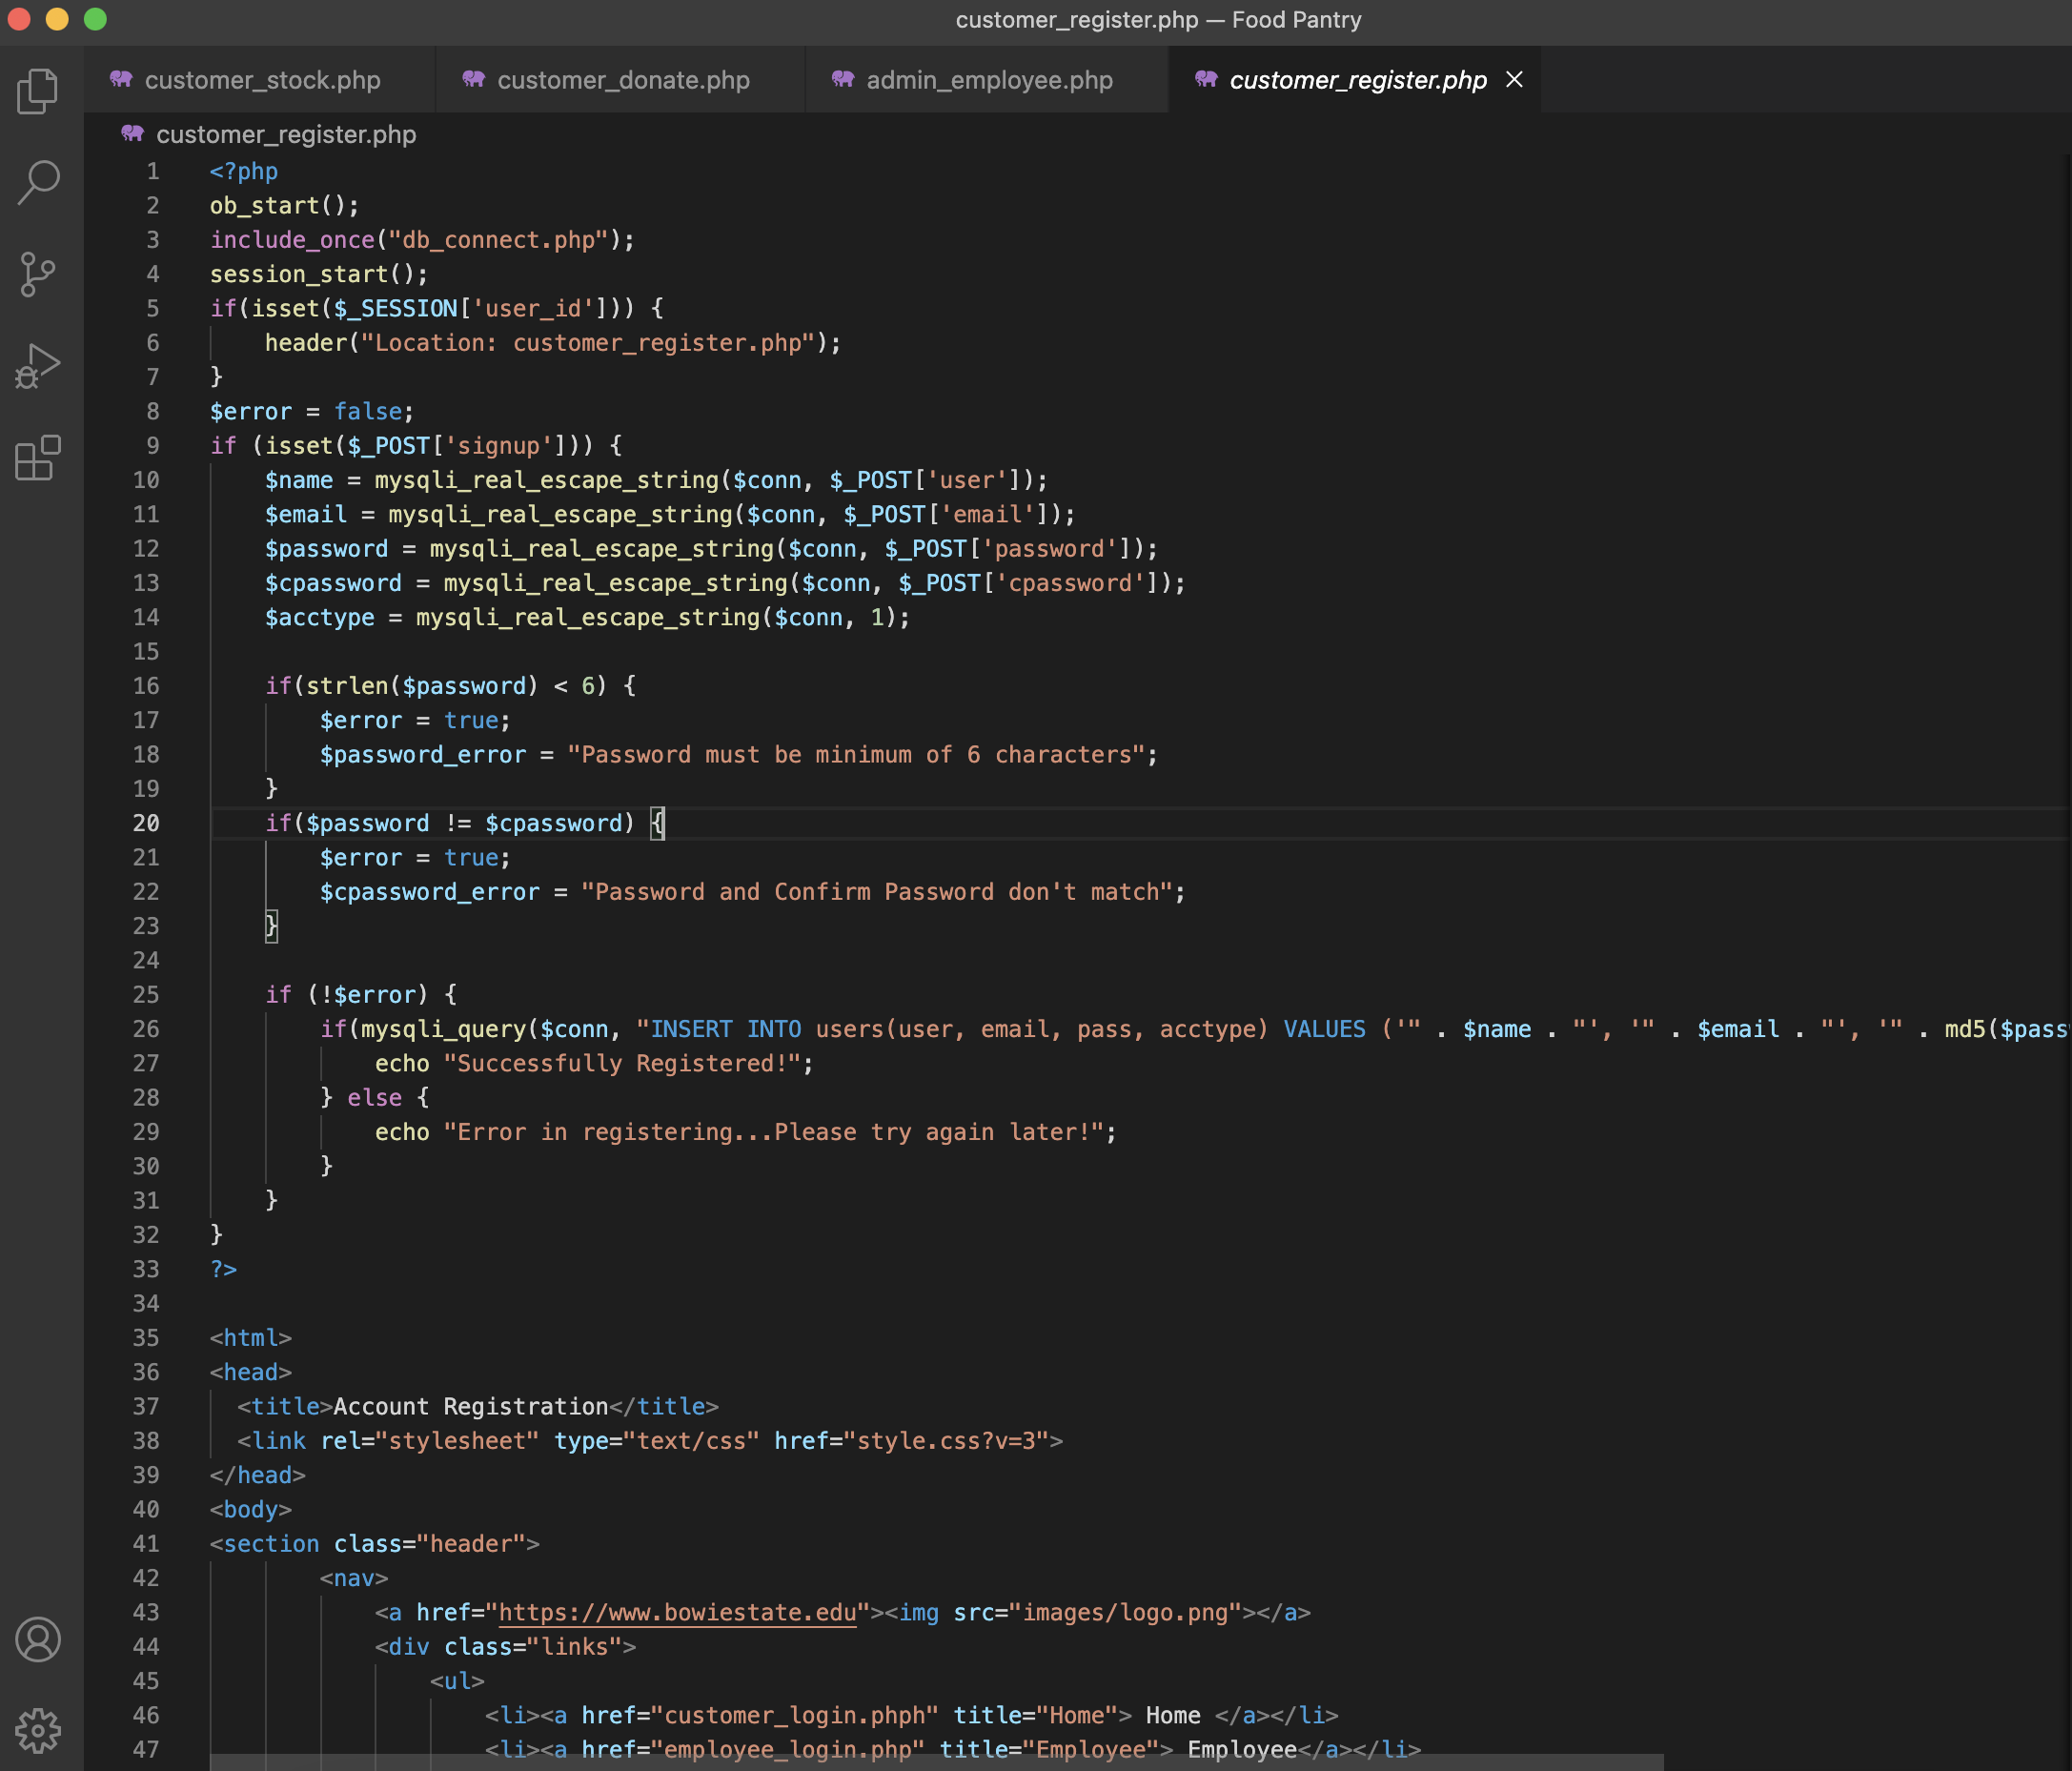 customer_register.php — Food Pantry
customer_stock.php customer_donate.php admin_employee.php customer_register.php
customer_register.php
1 <?php
2 ob_start();
3 include_once("db_connect.php");
4 session_start();
5 if(isset($_SESSION['user_id'])) {
6 header("Location: customer_register.php");
7 }
8 $error = false;
9 if (isset($_POST['signup'])) {
10 $name = mysqli_real_escape_string($conn, $_POST['user']);
11 $email = mysqli_real_escape_string($conn, $_POST['email']);
12 $password = mysqli_real_escape_string($conn, $_POST['password']);
13 $cpassword = mysqli_real_escape_string($conn, $_POST['cpassword']);
14 $acctype = mysqli_real_escape_string($conn, 1);
15
16 if(strlen($password) < 6) {
17 $error = true;
18 $password_error = "Password must be minimum of 6 characters";
19 }
20 if($password != $cpassword) {
21 $error = true;
22 $cpassword_error = "Password and Confirm Password don't match";
23 }
24
25 if (!$error) {
26 if(mysqli_query($conn, "INSERT INTO users(user, email, pass, acctype) VALUES ('" . $name . "', '" . $email . "', '" . md5($pass
27 echo "Successfully Registered!";
28 } else {
29 echo "Error in registering...Please try again later!";
30 }
31 }
32 }
33 ?>
34
35 <html>
36 <head>
37 <title>Account Registration</title>
38 <link rel="stylesheet" type="text/css" href="style.css?v=3">
39 </head>
40 <body>
41 <section class="header">
42 <nav>
43 <a href="https://www.bowiestate.edu"><img src="images/logo.png"></a>
44 <div class="links">
45 <ul>
46 <li><a href="customer_login.phph" title="Home"> Home </a></li>
47 <li><a href="employee_login.php" title="Employee"> Employee</a></li>